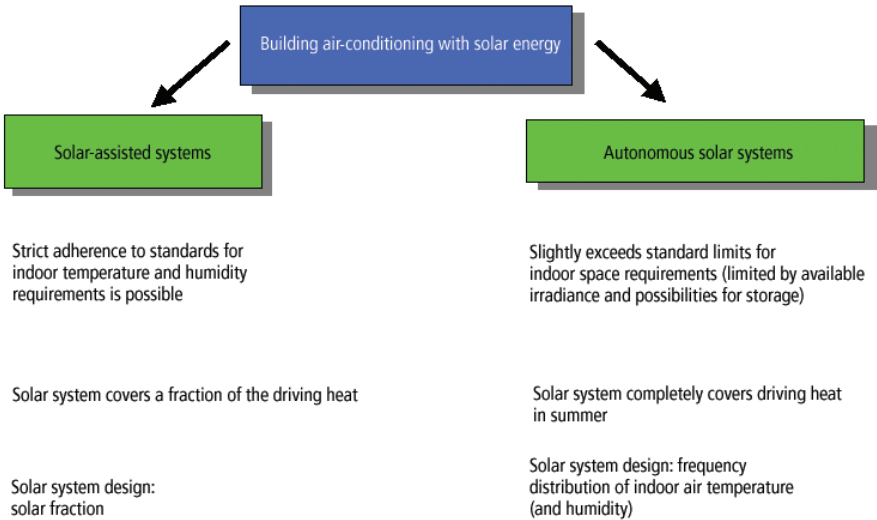 Building air-conditioning with solar energy
Solar-assisted systems
Autonomous solar systems
Strict adherence to standards for
indoor temperature and humidity
requirements is possible
Slightly exceeds standard limits for
indoor space requirements (limited by available
irradiance and possibilities for storage)
Solar system covers a fraction of the driving heat
Solar system completely covers driving heat
in summer
Solar system design:
solar fraction
Solar system design: frequency
distribution of indoor air temperature
(and humidity)